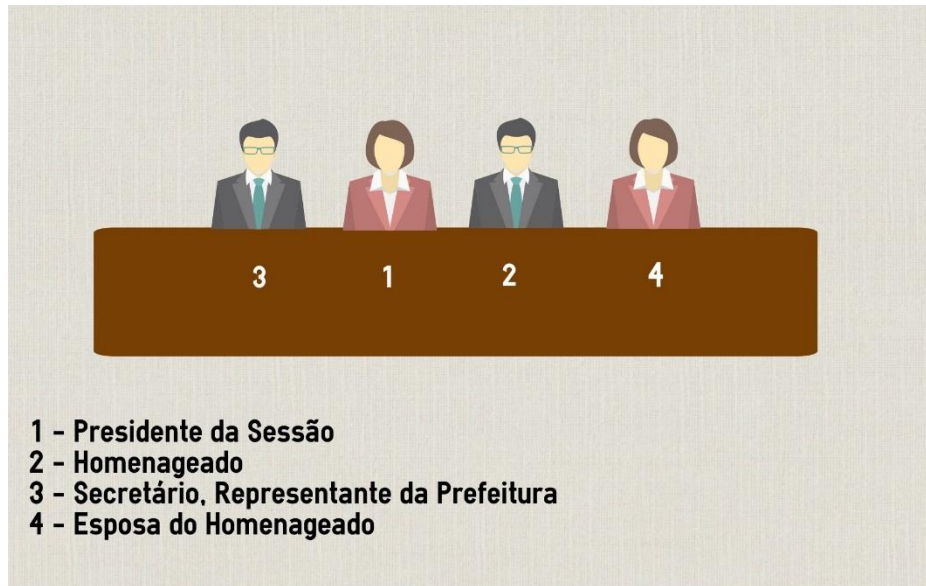 3 1 2 4
1 - Presidente da Sessão
2 - Homenageado
3 - Secretário, Representante da Prefeitura
4 - Esposa do Homenageado